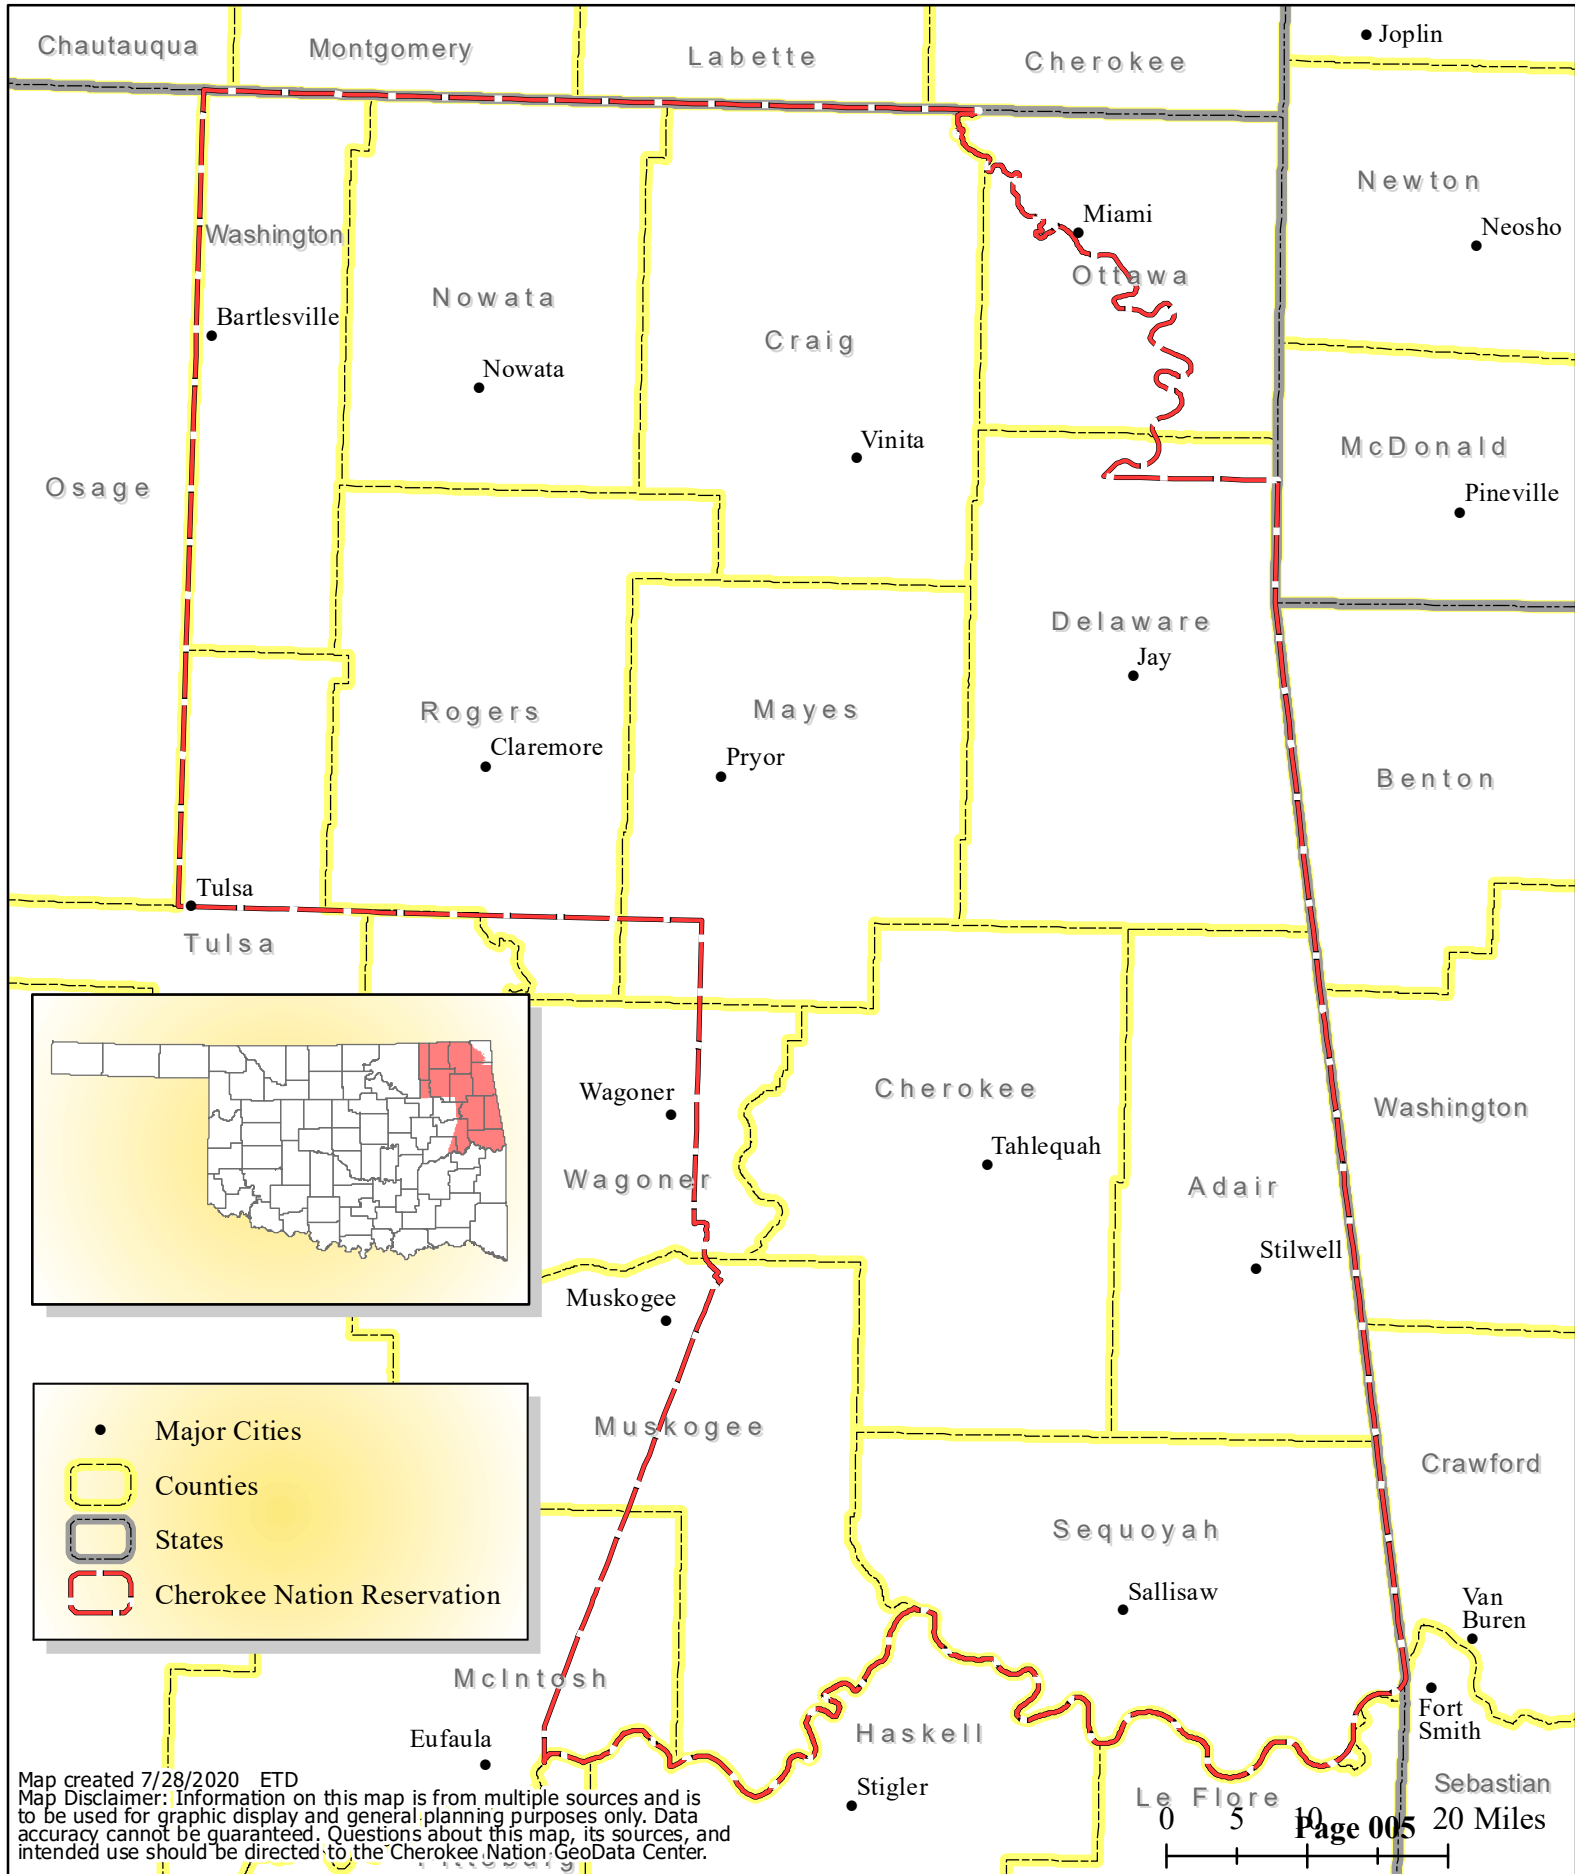 Chautauqua
Montgomery
Labette
Cherokee
Joplin
Newton
Neosho
Washington
Miami
Ottawa
Bartlesville
Nowata
Nowata
Craig
Vinita
Osage
McDonald
Pineville
Delaware
Jay
Rogers
Claremore
Mayes
Pryor
Benton
Tulsa
Tulsa
Wagoner
Wagoner
Cherokee
Tahlequah
Adair
Stilwell
Washington
Muskogee
Muskogee
Crawford
Sequoyah
Sallisaw
Van
Buren
Fort
Smith
McIntosh
Eufaula
Haskell
Stigler
Le Flore
Sebastian
Pittsburg
Major Cities
Counties
States
Cherokee Nation Reservation
Map created 7/28/2020 ETD
Map Disclaimer: Information on this map is from multiple sources and is
to be used for graphic display and general planning purposes only. Data
accuracy cannot be guaranteed. Questions about this map, its sources, and
intended use should be directed to the Cherokee Nation GeoData Center.
0 5 10 20 Miles
Page 005